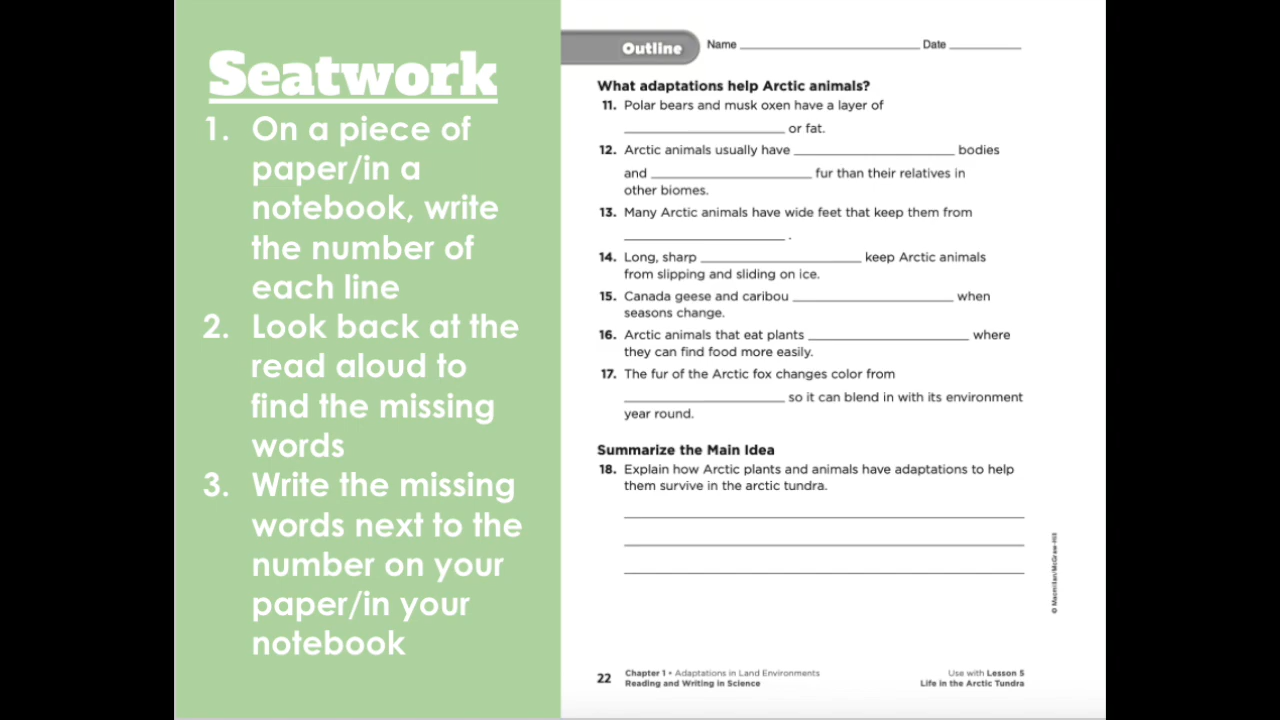 Seatwork
1. On a piece of
paper/in a
notebook, write
the number of
each line
2. Look back at the
read aloud to
find the missing
words
3. Write the missing
words next to the
number on your
paper/in your
notebook
Outline Name Date
What adaptations help Arctic animals?
11. Polar bears and musk oxen have a layer of
or fat.
12. Arctic animals usually have bodies
and fur than their relatives in
other biomes.
13. Many Arctic animals have wide feet that keep them from
.
14. Long, sharp keep Arctic animals
from slipping and sliding on ice.
15. Canada geese and caribou when
seasons change.
16. Arctic animals that eat plants where
they can find food more easily.
17. The fur of the Arctic fox changes color from
so it can blend in with its environment
year round.
Summarize the Main Idea
18. Explain how Arctic plants and animals have adaptations to help
them survive in the arctic tundra.
© Macmillan/McGraw-Hill
22 Chapter 1 • Adaptations in Land Environments
Reading and Writing in Science
Use with Lesson 5
Life in the Arctic Tundra